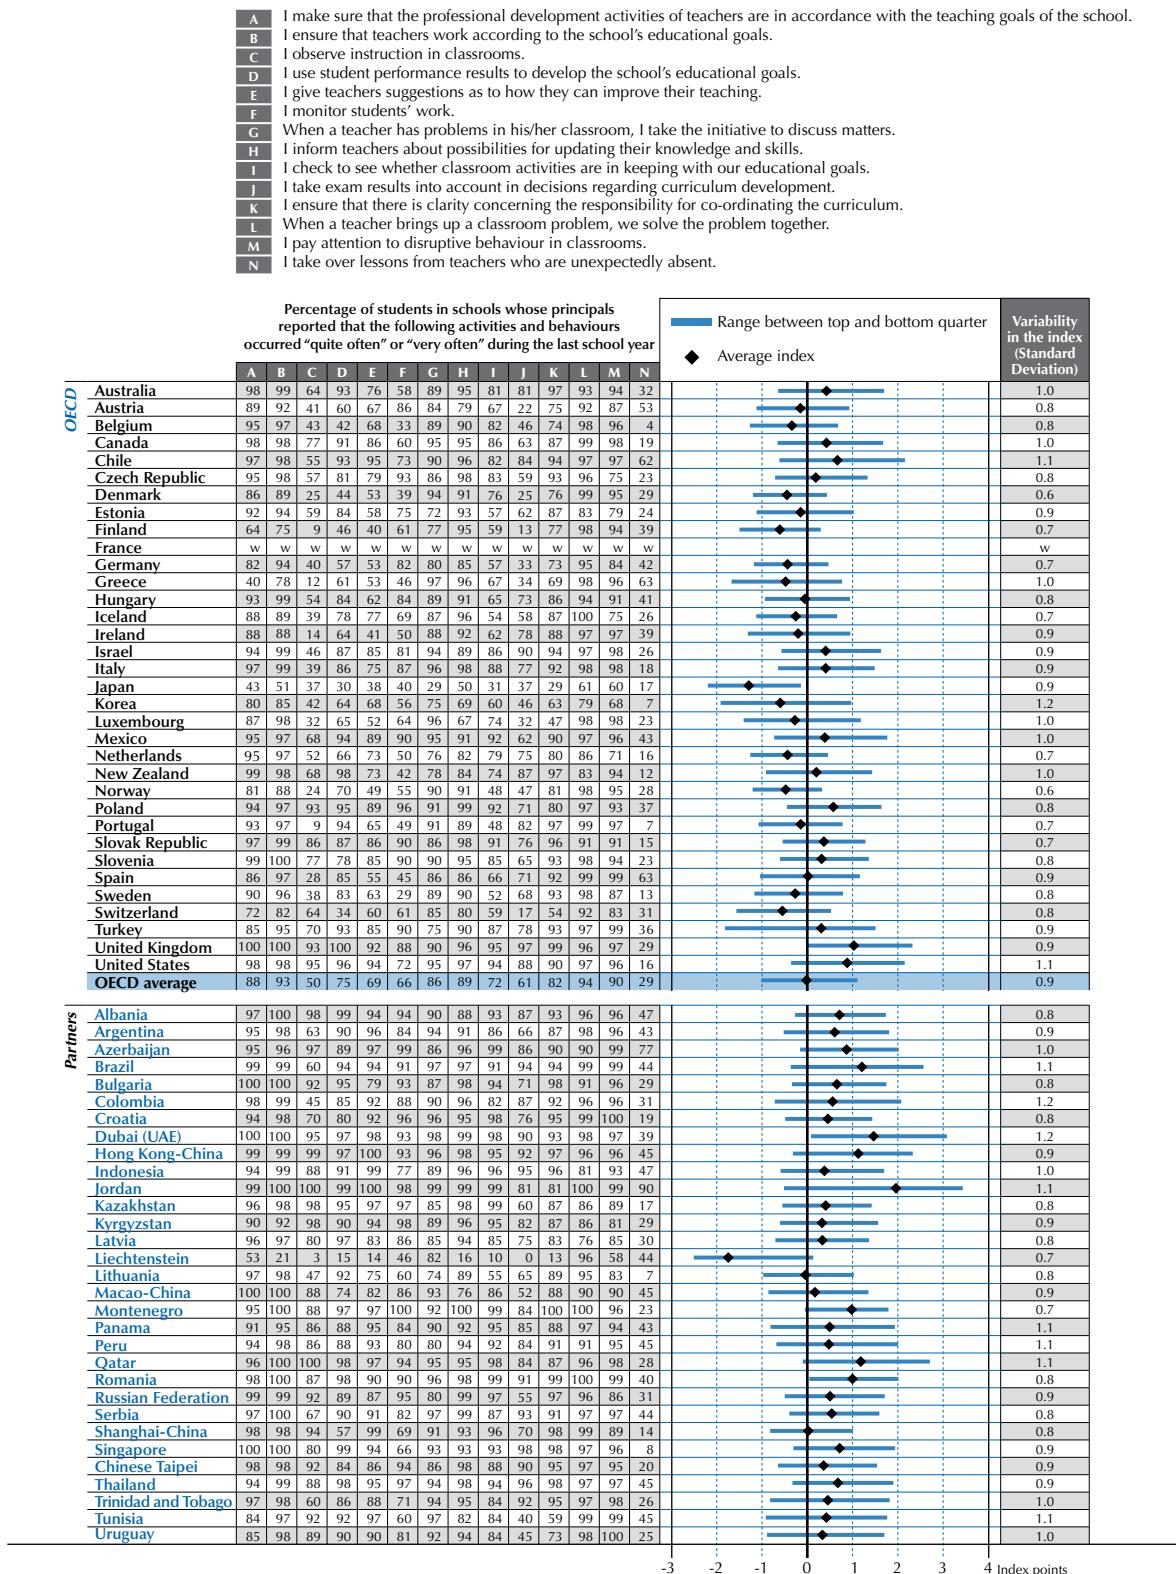 A I make sure that the professional development activities of teachers are in accordance with the teaching goals of the school.
B I ensure that teachers work according to the school's educational goals.
C I observe instruction in classrooms.
D I use student performance results to develop the school's educational goals.
E I give teachers suggestions as to how they can improve their teaching.
F I monitor students' work.
G When a teacher has problems in his/her classroom, I take the initiative to discuss matters.
H I inform teachers about possibilities for updating their knowledge and skills.
I I check to see whether classroom activities are in keeping with our educational goals.
J I take exam results into account in decisions regarding curriculum development.
K I ensure that there is clarity concerning the responsibility for co-ordinating the curriculum.
L When a teacher brings up a classroom problem, we solve the problem together.
M I pay attention to disruptive behaviour in classrooms.
N I take over lessons from teachers who are unexpectedly absent.
Percentage of students in schools whose principals
reported that the following activities and behaviours
occurred "quite often" or "very often" during the last school year
Range between top and bottom quarter
Average index
Variability
in the index
(Standard
Deviation)
A B C D E F G H I J K L M N
OECD
Australia 98 99 64 93 76 58 89 95 81 81 97 93 94 32 1.0
Austria 89 92 41 60 67 86 84 79 67 22 75 92 87 53 0.8
Belgium 95 97 43 42 68 33 89 90 82 46 74 98 96 4 0.8
Canada 98 98 77 91 86 60 95 95 86 63 87 99 98 19 1.0
Chile 97 98 55 93 95 73 90 96 82 84 94 97 97 62 1.1
Czech Republic 95 98 57 81 79 93 86 98 83 59 93 96 75 23 0.8
Denmark 86 89 25 44 53 39 94 91 76 25 76 99 95 29 0.6
Estonia 92 94 59 84 58 75 72 93 57 62 87 83 79 24 0.9
Finland 64 75 9 46 40 61 77 95 59 13 77 98 94 39 0.7
France w w w w w w w w w w w w w w w
Germany 82 94 40 57 53 82 80 85 57 33 73 95 84 42 0.7
Greece 40 78 12 61 53 46 97 96 67 34 69 98 96 63 1.0
Hungary 93 99 54 84 62 84 89 91 65 73 86 94 91 41 0.8
Iceland 88 89 39 78 77 69 87 96 54 58 87 100 75 26 0.7
Ireland 88 88 14 64 41 50 88 92 62 78 88 97 97 39 0.9
Israel 94 99 46 87 85 81 94 89 86 90 94 97 98 26 0.9
Italy 97 99 39 86 75 87 96 98 88 77 92 98 98 18 0.9
Japan 43 51 37 30 38 40 29 50 31 37 29 61 60 17 0.9
Korea 80 85 42 64 68 56 75 69 60 46 63 79 68 7 1.2
Luxembourg 87 98 32 65 52 64 96 67 74 32 47 98 98 23 1.0
Mexico 95 97 68 94 89 90 95 91 92 62 90 97 96 43 1.0
Netherlands 95 97 52 66 73 50 76 82 79 75 80 86 71 16 0.7
New Zealand 99 98 68 98 73 42 78 84 74 87 97 83 94 12 1.0
Norway 81 88 24 70 49 55 90 91 48 47 81 98 95 28 0.6
Poland 94 97 93 95 89 96 91 99 92 71 80 97 93 37 0.8
Portugal 93 97 9 94 65 49 91 89 48 82 97 99 97 7 0.7
Slovak Republic 97 99 86 87 86 90 86 98 91 76 96 91 91 15 0.7
Slovenia 99 100 77 78 85 90 90 95 85 65 93 98 94 23 0.8
Spain 86 97 28 85 55 45 86 86 66 71 92 99 99 63 0.9
Sweden 90 96 38 83 63 29 89 90 52 68 93 98 87 13 0.8
Switzerland 72 82 64 34 60 61 85 80 59 17 54 92 83 31 0.8
Turkey 85 95 70 93 85 90 75 90 87 78 93 97 99 36 0.9
United Kingdom 100 100 93 100 92 88 90 96 95 97 99 96 97 29 0.9
United States 98 98 95 96 94 72 95 97 94 88 90 97 96 16 1.1
OECD average 88 93 50 75 69 66 86 89 72 61 82 94 90 29 0.9
Partners
Albania 97 100 98 99 94 94 90 88 93 87 93 96 96 47 0.8
Argentina 95 98 63 90 96 84 94 91 86 66 87 98 96 43 0.9
Azerbaijan 95 96 97 89 97 99 86 96 99 86 90 90 99 77 1.0
Brazil 99 99 60 94 94 91 97 97 91 94 94 99 99 44 1.1
Bulgaria 100 100 92 95 79 93 87 98 94 71 98 91 96 29 0.8
Colombia 98 99 45 85 92 88 90 96 82 87 92 96 96 31 1.2
Croatia 94 98 70 80 92 96 96 95 98 76 95 99 100 19 0.8
Dubai (UAE) 100 100 95 97 98 93 98 99 98 90 93 98 97 39 1.2
Hong Kong-China 99 99 99 97 100 93 96 98 95 92 97 96 96 45 0.9
Indonesia 94 99 88 91 99 77 89 96 96 95 96 81 93 47 1.0
Jordan 99 100 100 99 100 98 99 99 99 81 81 100 99 90 1.1
Kazakhstan 96 98 98 95 97 97 85 98 99 60 87 86 89 17 0.8
Kyrgyzstan 90 92 98 90 94 98 89 96 95 82 87 86 81 29 0.9
Latvia 96 97 80 97 83 86 85 94 85 75 83 76 85 30 0.8
Liechtenstein 53 21 3 15 14 46 82 16 10 0 13 96 58 44 0.7
Lithuania 97 98 47 92 75 60 74 89 55 65 89 95 83 7 0.8
Macao-China 100 100 88 74 82 86 93 76 86 52 88 90 90 45 0.9
Montenegro 95 100 88 97 97 100 92 100 99 84 100 100 96 23 0.7
Panama 91 95 86 88 95 84 90 92 95 85 88 97 94 43 1.1
Peru 94 98 86 88 93 80 80 94 92 84 91 91 95 45 1.1
Qatar 96 100 100 98 97 94 95 95 98 84 87 96 98 28 1.1
Romania 98 100 87 98 90 90 96 98 99 91 99 100 99 40 1.0
Russian Federation 99 99 92 89 87 95 80 99 97 55 97 96 86 31 0.9
Serbia 97 100 67 90 91 82 97 99 87 93 91 97 97 44 0.8
Shanghai-China 98 98 94 57 99 69 91 93 96 70 98 99 89 14 0.8
Singapore 100 100 80 99 94 66 93 93 93 98 98 97 96 8 0.9
Chinese Taipei 98 98 92 84 86 94 86 98 88 90 95 97 95 20 0.9
Thailand 94 99 88 98 95 97 94 98 94 96 98 97 97 45 0.9
Trinidad and Tobago 97 98 60 86 88 71 94 95 84 92 95 97 98 26 1.0
Tunisia 84 97 92 92 97 60 97 82 84 40 59 99 99 45 1.1
Uruguay 85 98 89 90 90 81 92 94 84 45 73 98 100 25 1.0
-3 -2 -1 0 1 2 3 4 Index points